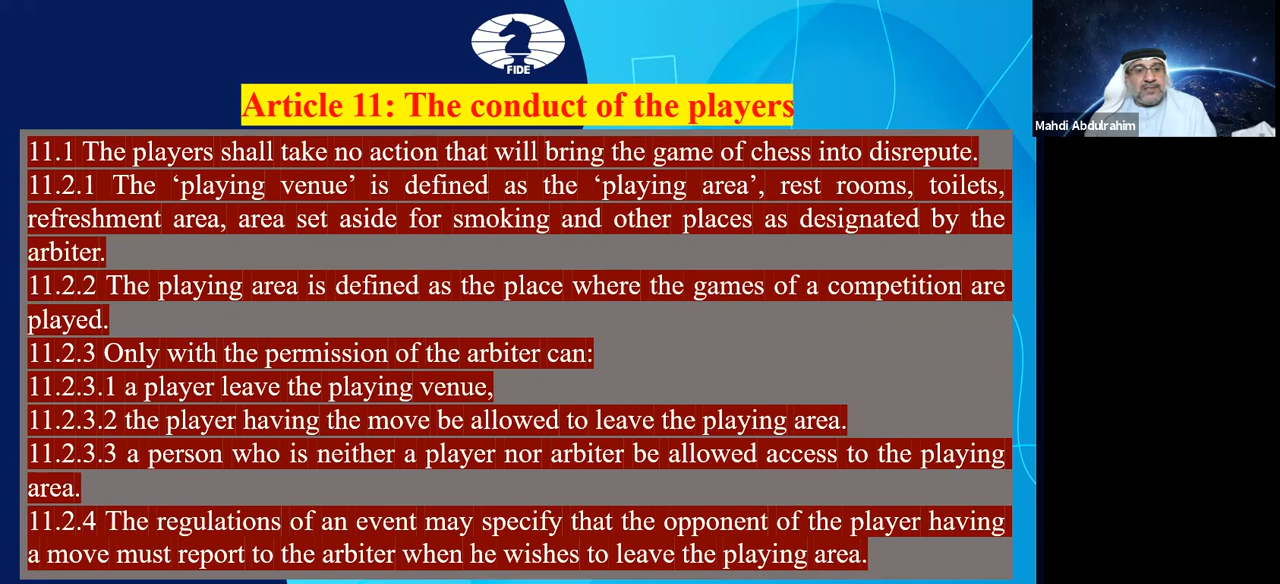 FIDE
Article 11: The conduct of the players
Mahdi Abdulrahim
11.1 The players shall take no action that will bring the game of chess into disrepute.
11.2.1 The ‘playing venue’ is defined as the ‘playing area’, rest rooms, toilets,
refreshment area, area set aside for smoking and other places as designated by the
arbiter.
11.2.2 The playing area is defined as the place where the games of a competition are
played.
11.2.3 Only with the permission of the arbiter can:
11.2.3.1 a player leave the playing venue,
11.2.3.2 the player having the move be allowed to leave the playing area.
11.2.3.3 a person who is neither a player nor arbiter be allowed access to the playing
area.
11.2.4 The regulations of an event may specify that the opponent of the player having
a move must report to the arbiter when he wishes to leave the playing area.